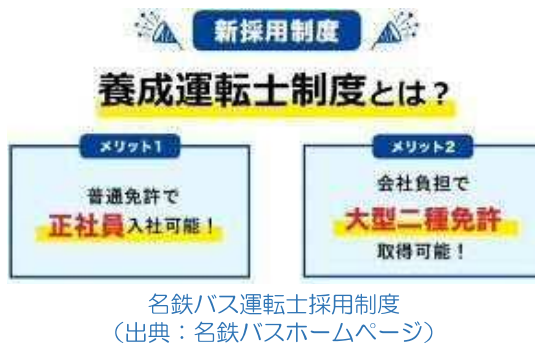 新採用制度
養成運転士制度とは？
メリット1
普通免許で
正社員入社可能！
メリット2
会社負担で
大型二種免許
取得可能！
名鉄バス運転士採用制度
（出典：名鉄バスホームページ）